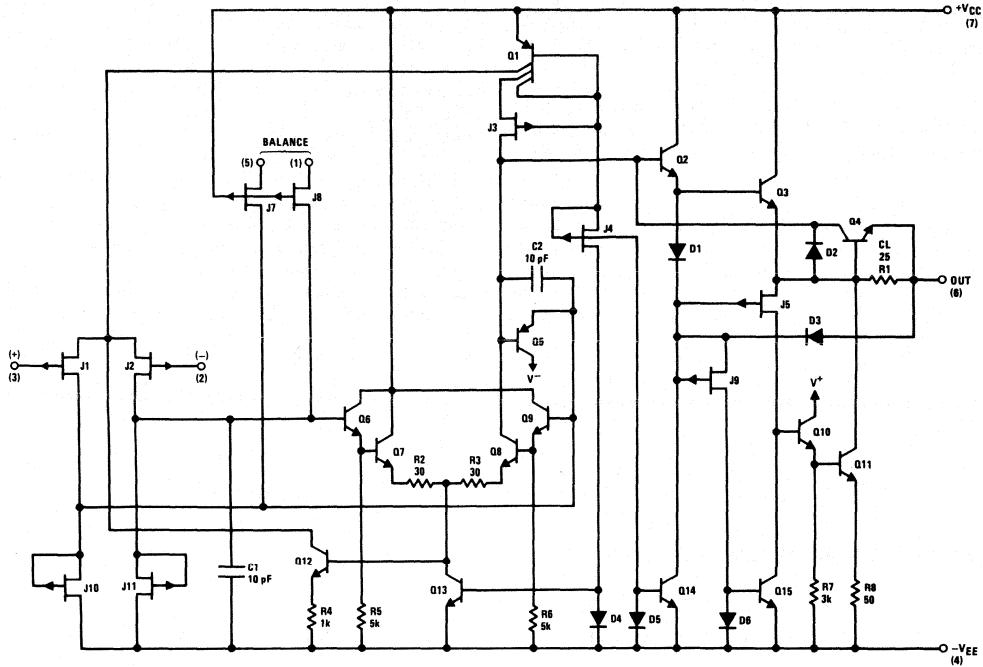 +VCC
(7)
Q1
J3
BALANCE
(5)
(1)
J7
J8
Q2
Q3
Q4
J4
D1
D2
CL
25
R1
OUT
(6)
C2
10 pF
J5
D3
Q5
V−
(+)
(3)
J1
J2
(−)
(2)
J9
V+
Q6
Q7
Q8
Q9
Q10
Q11
R2
30
R3
30
J10
J11
C1
10 pF
Q12
Q13
Q14
Q15
R4
1k
R5
5k
R6
5k
D4
D5
D6
R7
3k
R8
50
−VEE
(4)